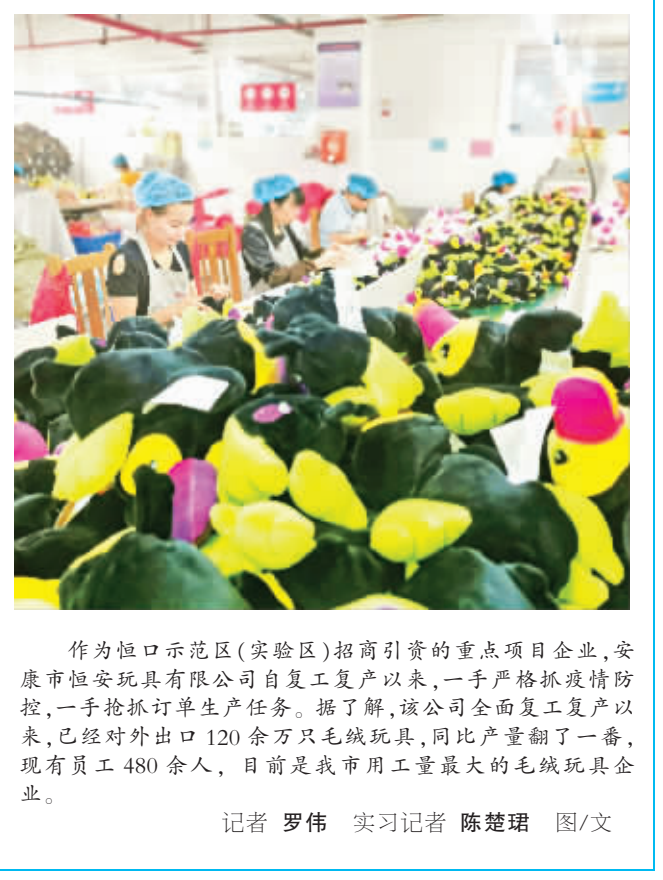 作为恒口示范区(实验区)招商引资的重点项目企业,安
康市恒安玩具有限公司自复工复产以来,一手严格抓疫情防
控,一手抢抓订单生产任务。据了解,该公司全面复工复产以
来,已经对外出口 120 余万只毛绒玩具,同比产量翻了一番,
现有员工 480 余人, 目前是我市用工量最大的毛绒玩具企
业。
记者 罗伟 实习记者 陈楚珺 图/文